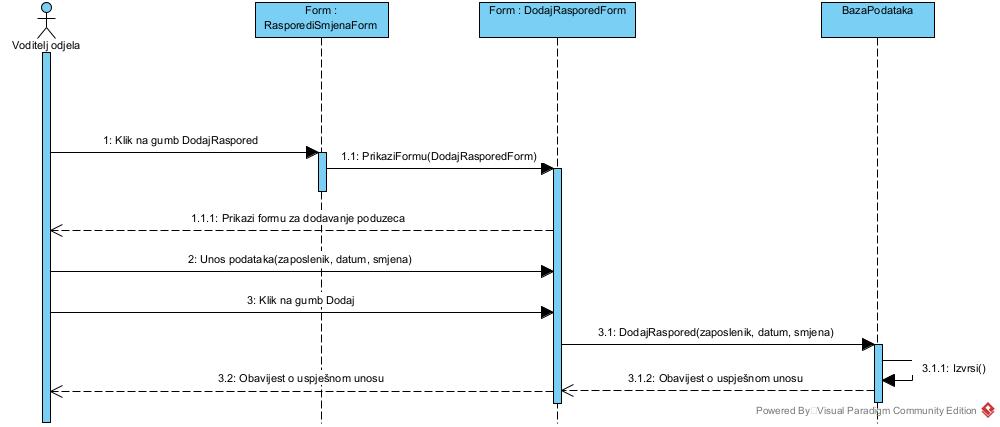 Form :
RasporediSmjenaForm
Form : DodajRasporedForm
BazaPodataka
Voditelj odjela
1: Klik na gumb DodajRaspored
1.1: PrikaziFormu(DodajRasporedForm)
1.1.1: Prikazi formu za dodavanje poduzeca
2: Unos podataka(zaposlenik, datum, smjena)
3: Klik na gumb Dodaj
3.1: DodajRaspored(zaposlenik, datum, smjena)
3.1.1: Izvrsi()
3.2: Obavijest o uspješnom unosu
3.1.2: Obavijest o uspješnom unosu
Powered By Visual Paradigm Community Edition